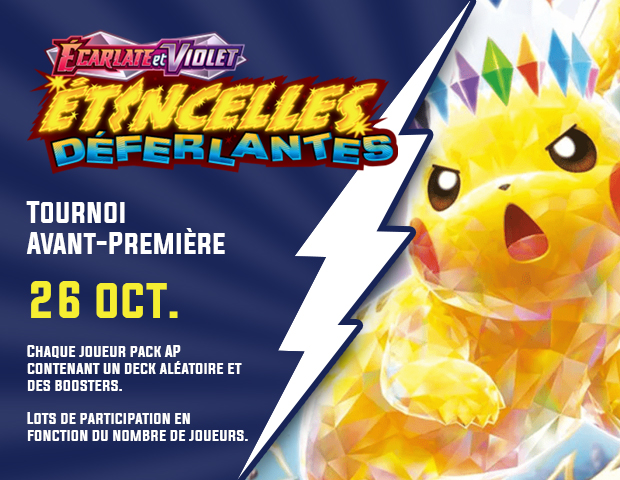 Écarlate et Violet
Étincelles
Déferlantes
Tournoi
Avant-Première
26 oct.
Chaque joueur pack AP
contenant un deck aléatoire et
des boosters.
Lots de participation en
fonction du nombre de joueurs.